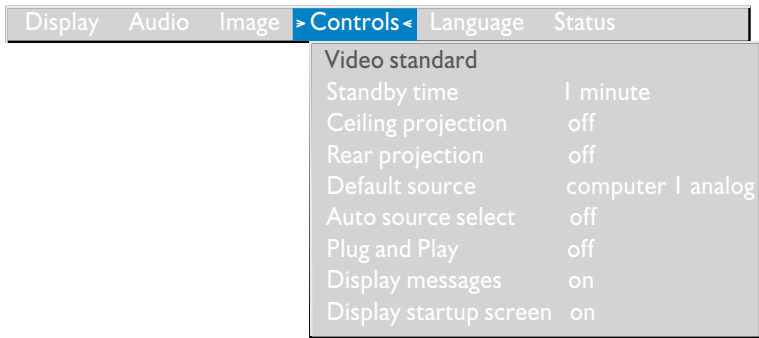 Display Audio Image > Controls < Language Status
Video standard
Standby time 1 minute
Ceiling projection off
Rear projection off
Default source computer 1 analog
Auto source select off
Plug and Play off
Display messages on
Display startup screen on